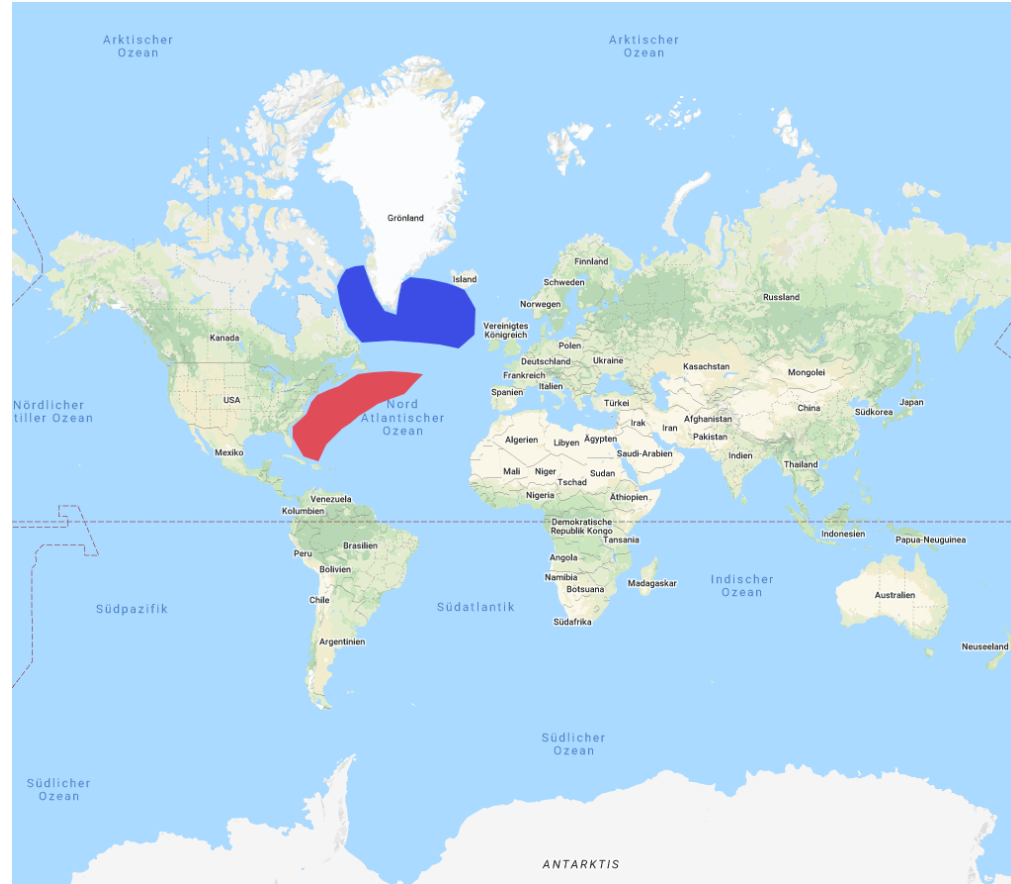 Arktischer
Ozean
Arktischer
Ozean
Grönland
Island
Finnland
Schweden
Norwegen
Russland
Vereinigtes
Königreich
Kanada
Polen
Deutschland
Ukraine
Kasachstan
Mongolei
Frankreich
Italien
Spanien
USA
Nord
Atlantischer
Ozean
Nördlicher
tiller Ozean
Türkei
China
Südkorea
Japan
Afghanistan
Irak
Iran
Pakistan
Algerien
Libyen
Ägypten
Saudi-Arabien
Indien
Mexiko
Thailand
Mali
Niger
Sudan
Tschad
Nigeria
Äthiopien
Venezuela
Kolumbien
Demokratische
Republik Kongo
Indonesien
Papua-Neuguinea
Tansania
Brasilien
Peru
Angola
Bolivien
Namibia
Botsuana
Madagaskar
Indischer
Ozean
Australien
Chile
Südpazifik
Südatlantik
Südafrika
Argentinien
Neuseeland
Südlicher
Ozean
Südlicher
Ozean
ANTARKTIS